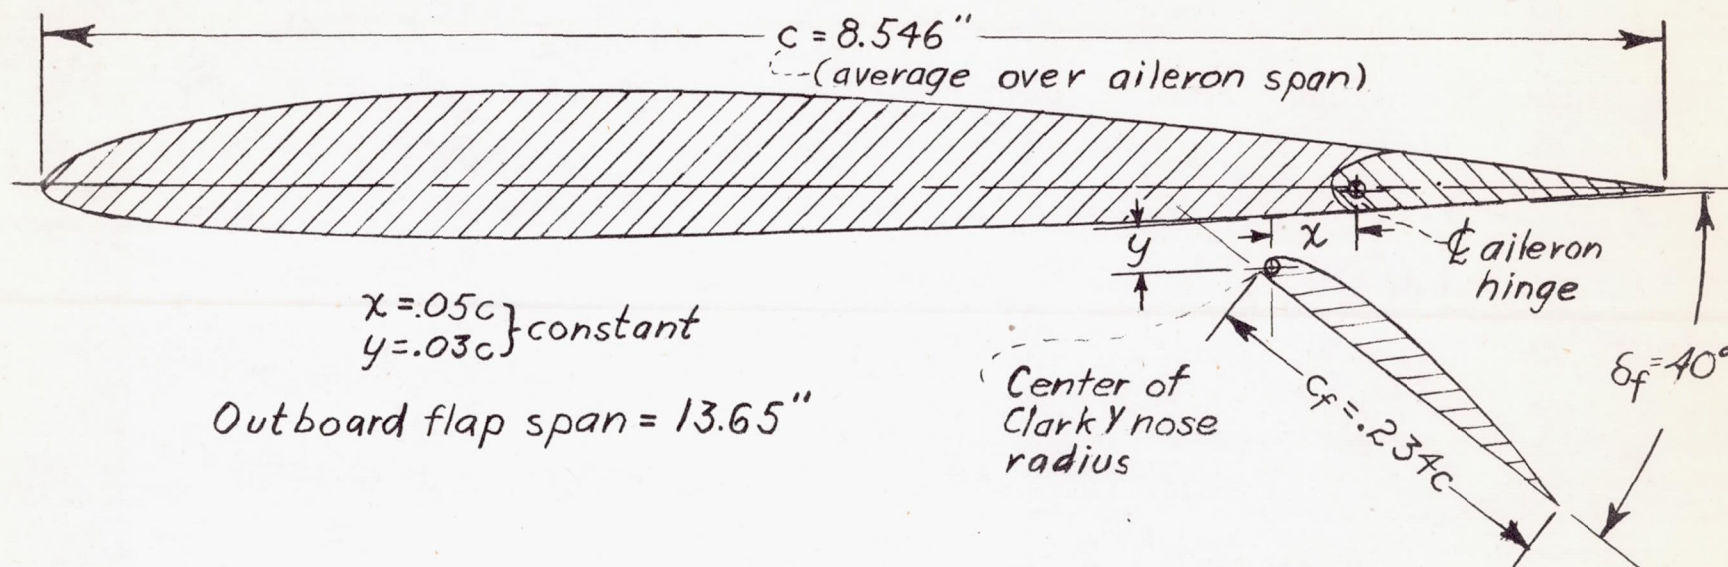 c = 8.546"
(average over aileron span)
y
x
℄ aileron
hinge
x = .05c
y = .03c } constant
δf = 40°
Center of
Clark Y nose
radius
cf = .234c
Outboard flap span = 13.65"